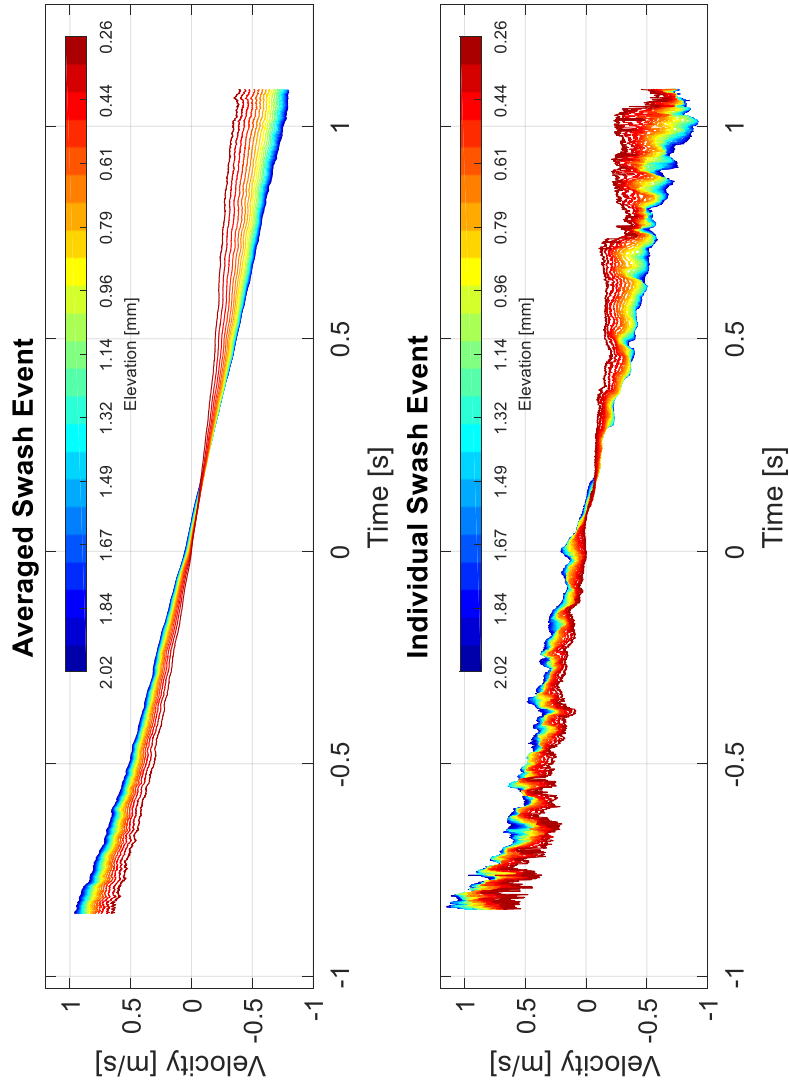 Averaged Swash Event
2.02 1.84 1.67 1.49 1.32 1.14 0.96 0.79 0.61 0.44 0.26
Elevation [mm]
1
0.5
0
-0.5
-1
Velocity [m/s]
-1 -0.5 0 0.5 1
Time [s]
Individual Swash Event
2.02 1.84 1.67 1.49 1.32 1.14 0.96 0.79 0.61 0.44 0.26
Elevation [mm]
1
0.5
0
-0.5
-1
Velocity [m/s]
-1 -0.5 0 0.5 1
Time [s]